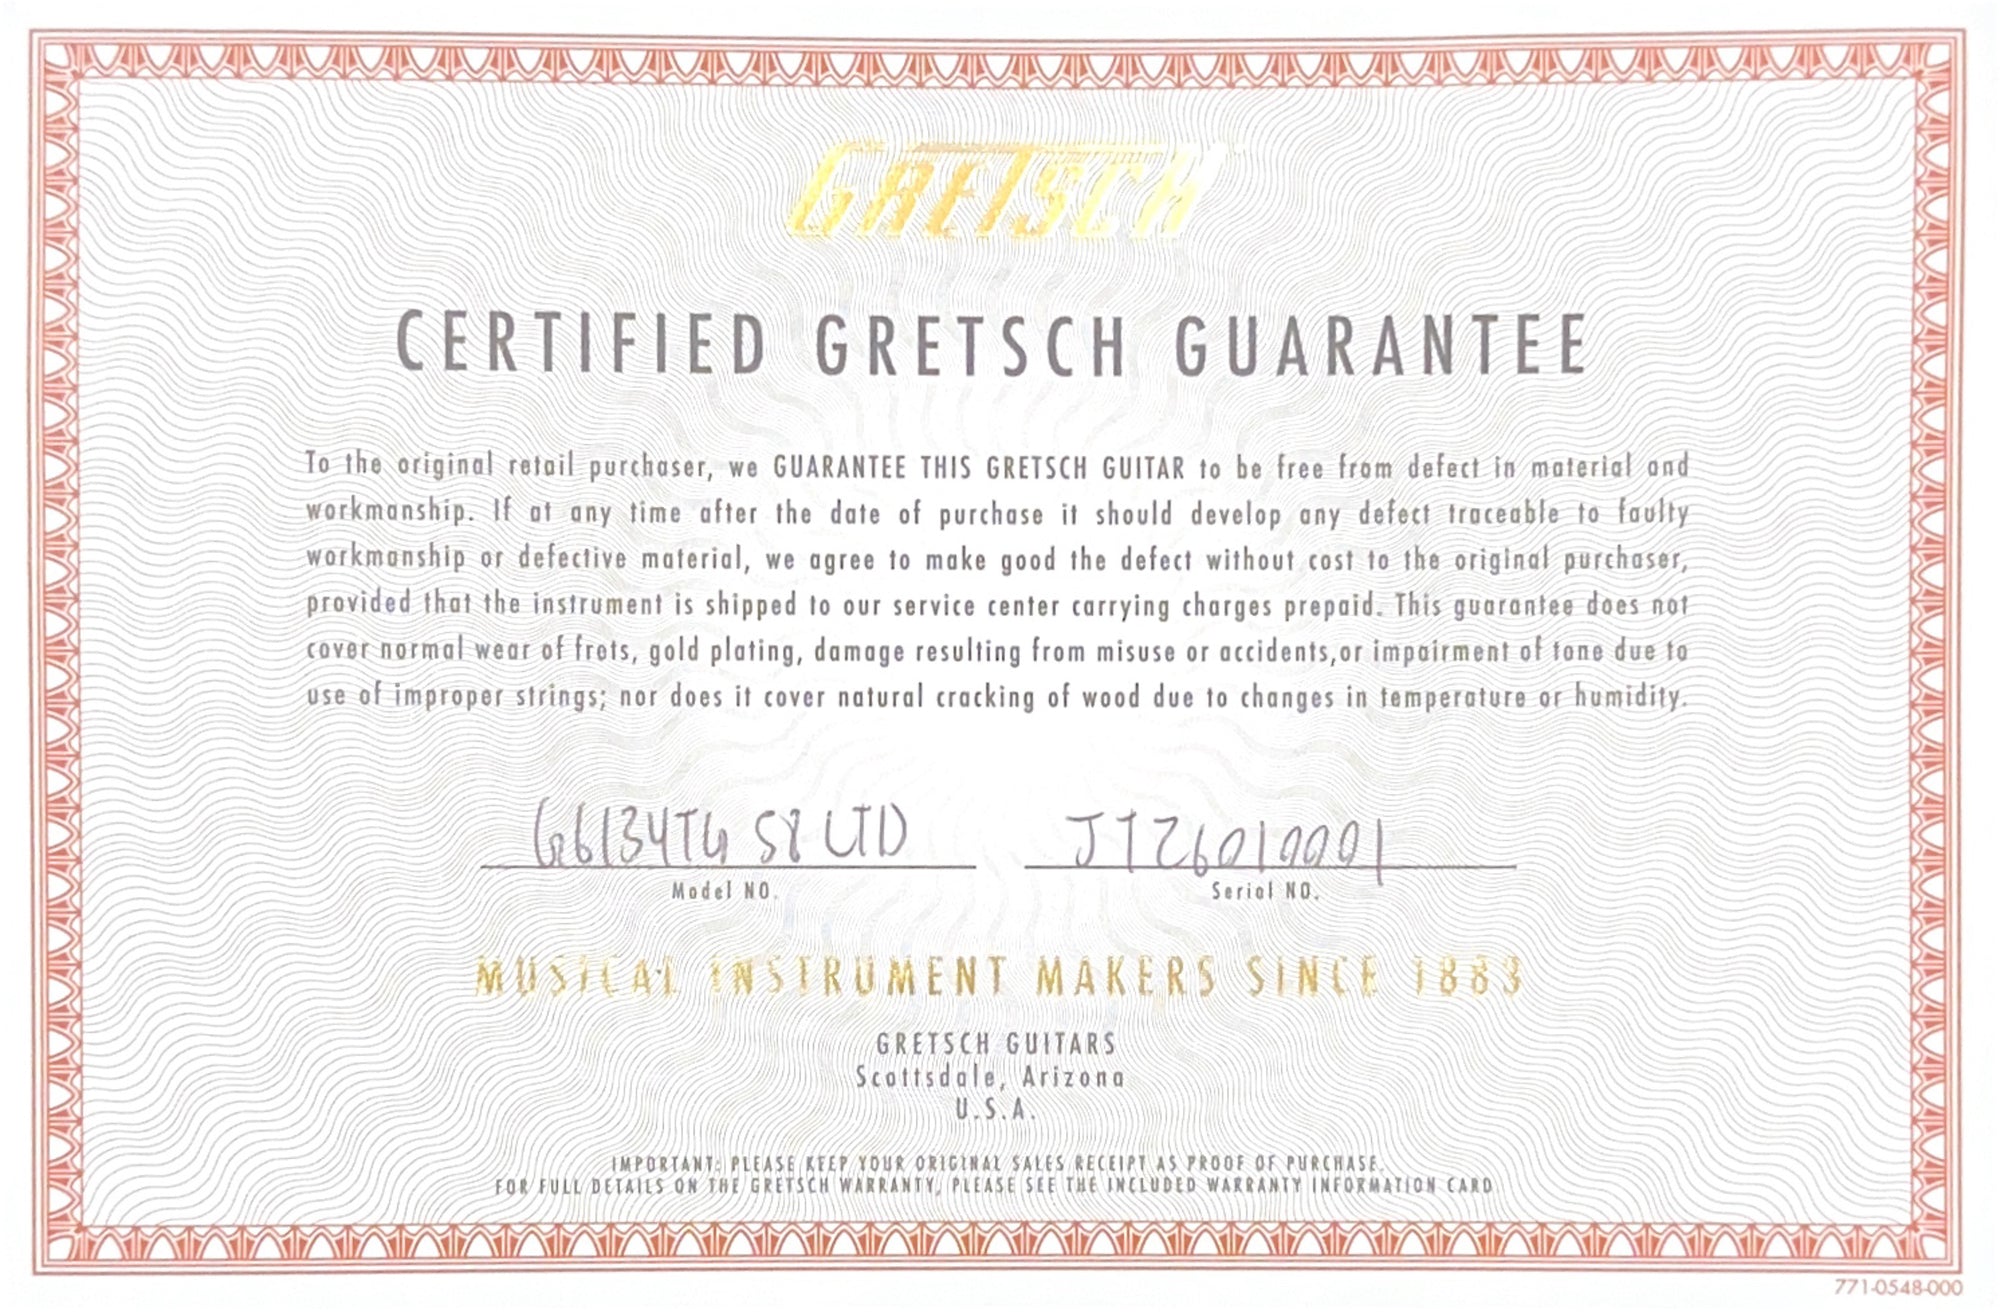 GRETSCH
CERTIFIED GRETSCH GUARANTEE
To the original retail purchaser, we GUARANTEE THIS GRETSCH GUITAR to be free from defect in material and
workmanship. If at any time after the date of purchase it should develop any defect traceable to faulty
workmanship or defective material, we agree to make good the defect without cost to the original purchaser,
provided that the instrument is shipped to our service center carrying charges prepaid. This guarantee does not
cover normal wear of frets, gold plating, damage resulting from misuse or accidents,or impairment of tone due to
use of improper strings; nor does it cover natural cracking of wood due to changes in temperature or humidity.
G6134TG 58 LTD JT26010001
Model NO. Serial NO.
MUSICAL INSTRUMENT MAKERS SINCE 1883
GRETSCH GUITARS
Scottsdale, Arizona
U.S.A.
IMPORTANT: PLEASE KEEP YOUR ORIGINAL SALES RECEIPT AS PROOF OF PURCHASE.
FOR FULL DETAILS ON THE GRETSCH WARRANTY, PLEASE SEE THE INCLUDED WARRANTY INFORMATION CARD
771-0548-000